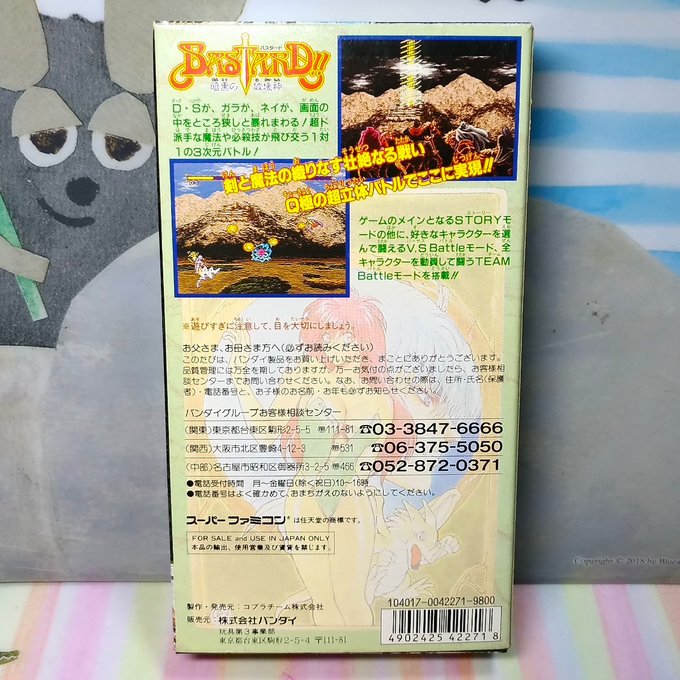 BASTARD!!
バスタード
暗黒の破壊神
D・Sが、ガラが、ネイが、画面の
中をところ狭しと暴れまわる!超ド
派手な魔法や必殺技が飛び交う1対
1の3次元バトル!
剣と魔法の織りなす壮絶なる戦い
の超立体バトルでここに実現!!
ゲームのメインとなるSTORYモ
ードの他に、好きなキャラクターを選
んで闘えるV.S Battleモード、全
キャラクターを動員して闘うTEAM
Battleモードを搭載!!
※遊びすぎに注意して、目を大切にしましょう。
お父さま、お母さま方へ(必ずお読みください)
このたびは、バンダイ製品をお買い上げいただき、まことにありがとうございます。
品質管理には万全を期しておりますが、万一お気付の点がございましたら、お客様相
談センターまでお問い合わせください。なお、お問い合わせの際は、住所・氏名(保護
者)・電話番号と、お子様のお名前・お年も必ずお知らせください。
バンダイグループお客様相談センター
(関東)東京都台東区駒形2-5-5 〒111-81 ☎03-3847-6666
(関西)大阪市北区豊崎4-12-3 〒531 ☎06-375-5050
(中部)名古屋市昭和区御器所3-2-5 〒466 ☎052-872-0371
●電話受付時間 月〜金曜日(除く祝日)10〜16時。
●電話番号はよく確かめて、おまちがえのないようにしてください。
スーパーファミコン®は任天堂の商標です。
FOR SALE and USE IN JAPAN ONLY
本品の輸出、使用営業及び賃貸を禁じます。
製作・発売元:コブラチーム株式会社
販売元:株式会社バンダイ
玩具第3事業部
東京都台東区駒形2-5-4 〒111-81
104017-0042271-9800
4902425422718
Copyright © 2018 by Bluea